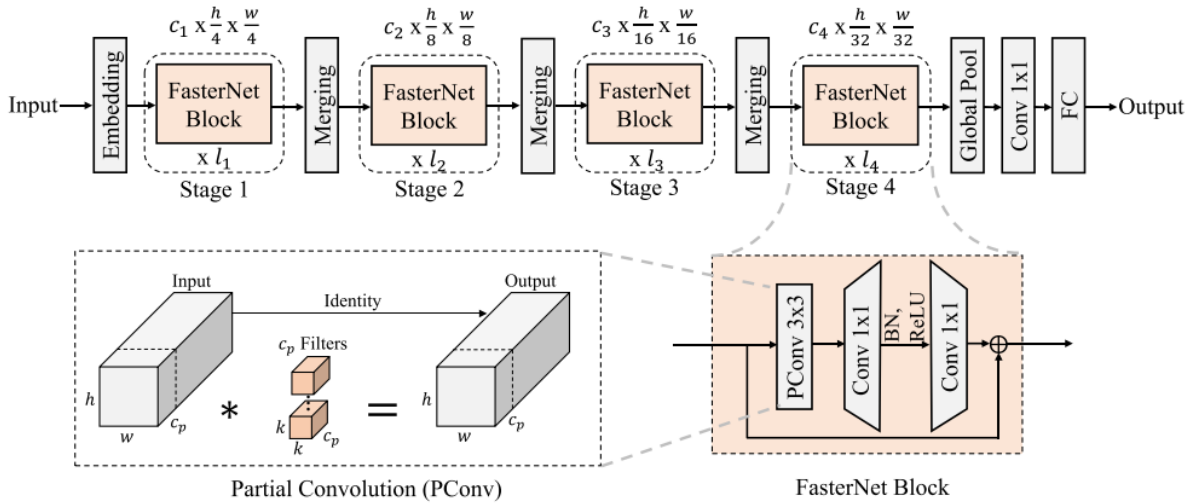 c₁ x h/4 x w/4
c₂ x h/8 x w/8
c₃ x h/16 x w/16
c₄ x h/32 x w/32
Input
Embedding
FasterNet
Block
x l₁
Stage 1
Merging
FasterNet
Block
x l₂
Stage 2
Merging
FasterNet
Block
x l₃
Stage 3
Merging
FasterNet
Block
x l₄
Stage 4
Global Pool
Conv 1x1
FC
Output
Input
Identity
Output
h
w
cₚ
*
cₚ Filters
k
k
cₚ
=
h
w
cₚ
Partial Convolution (PConv)
PConv 3x3
Conv 1x1
BN,
ReLU
Conv 1x1
FasterNet Block